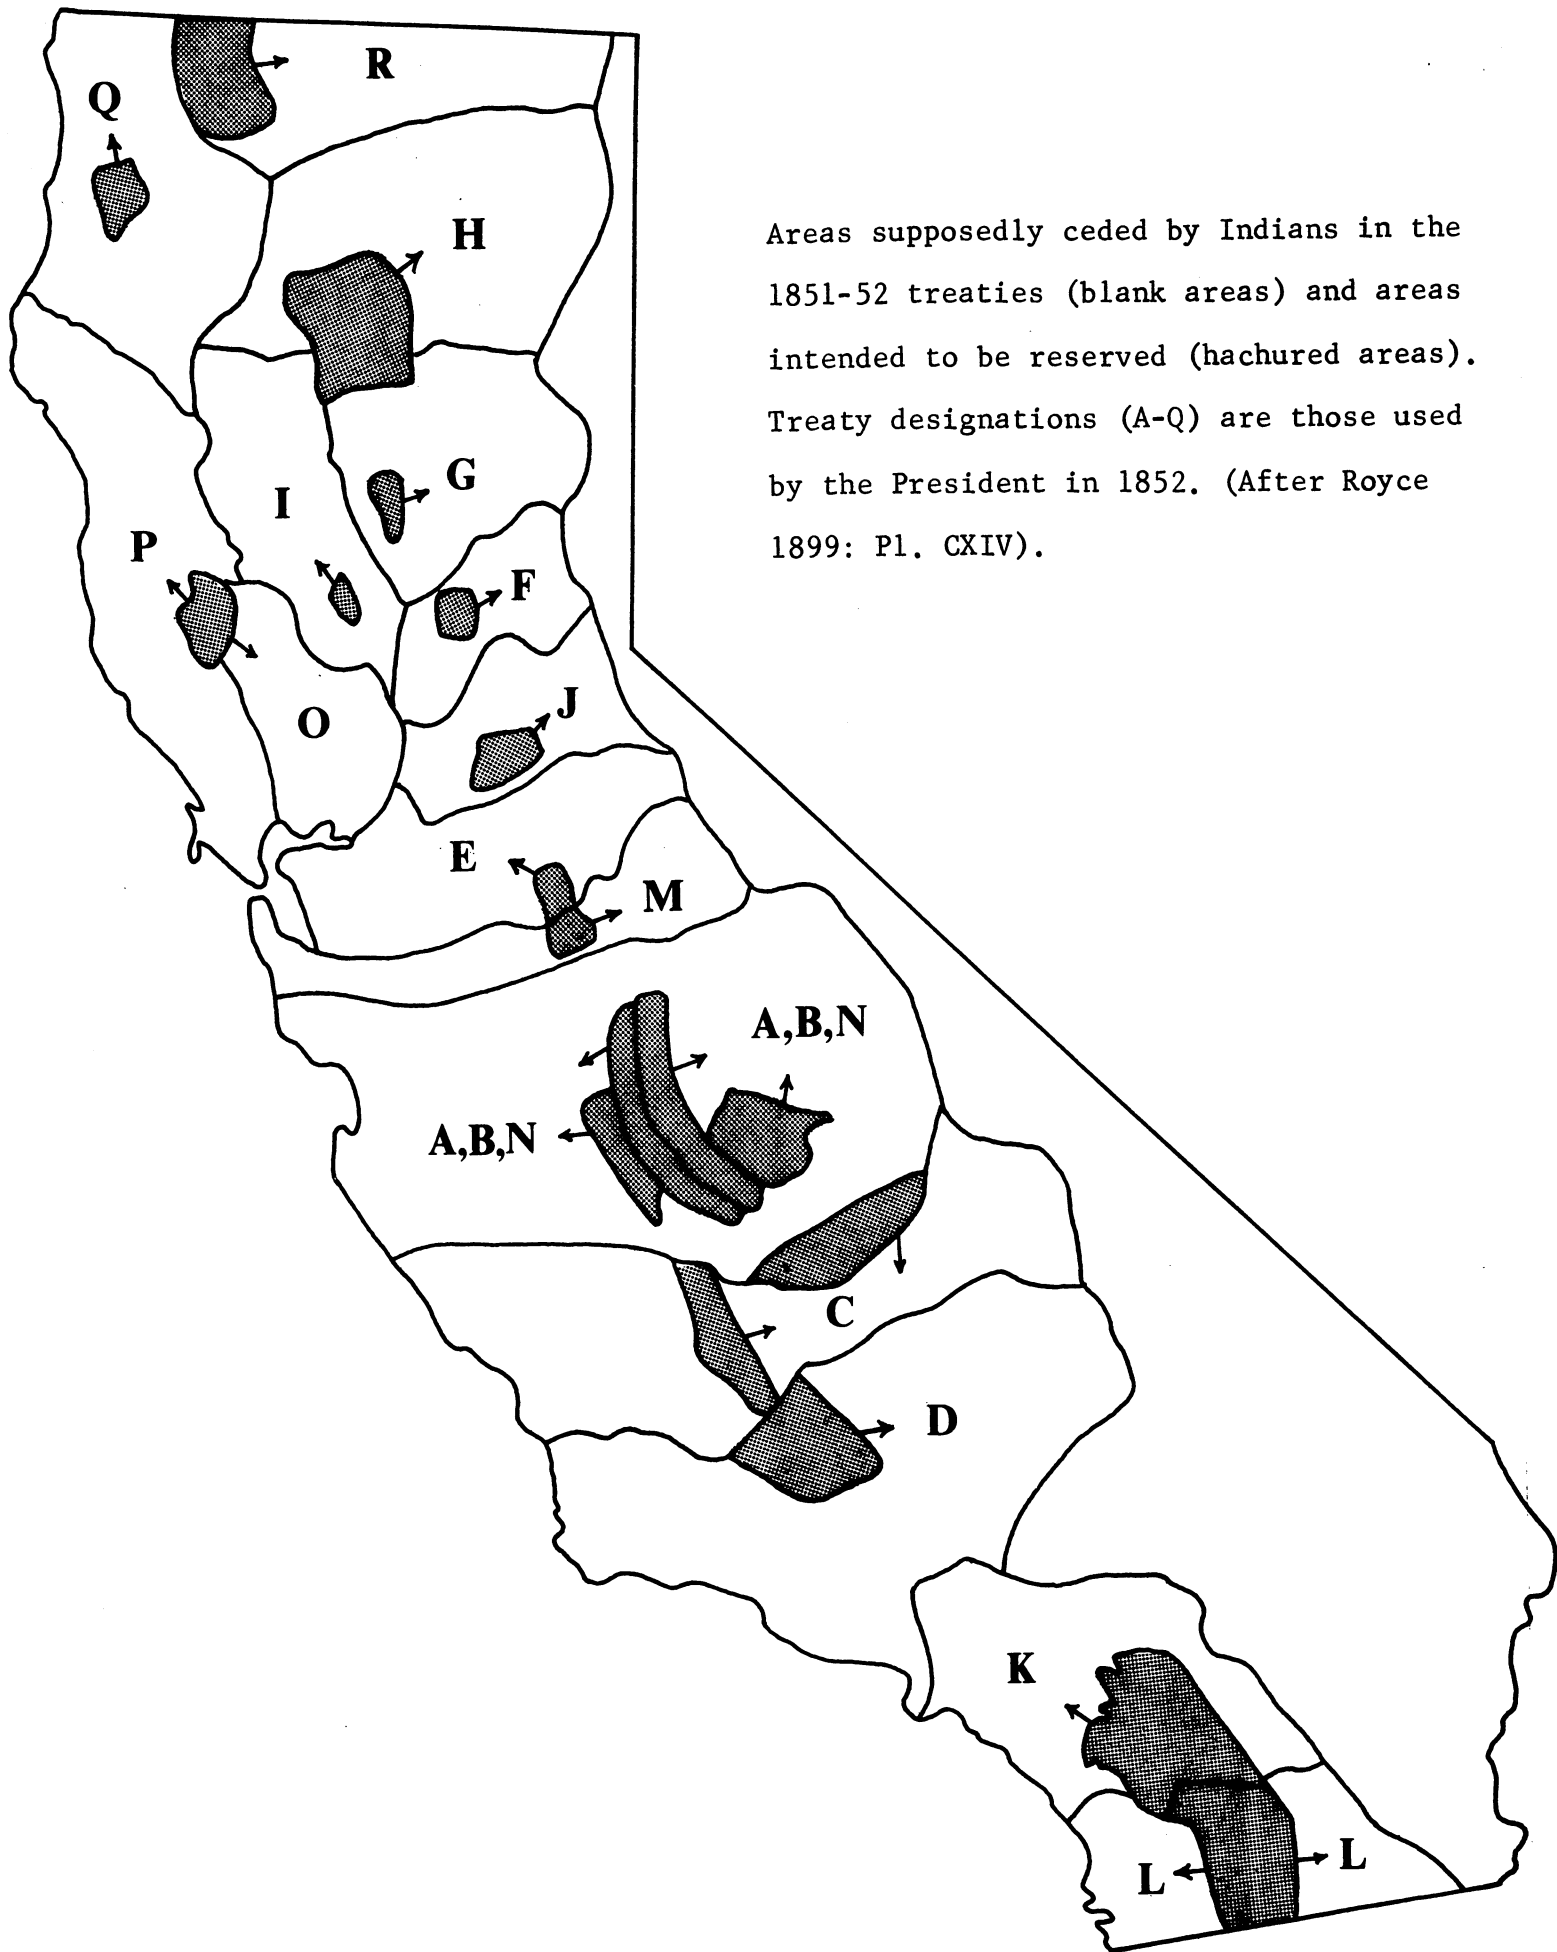 R
Q
H
Areas supposedly ceded by Indians in the
1851-52 treaties (blank areas) and areas
intended to be reserved (hachured areas).
Treaty designations (A-Q) are those used
by the President in 1852. (After Royce
1899: Pl. CXIV).
G
I
P
F
J
O
E
M
A,B,N
A,B,N
C
D
K
L
L